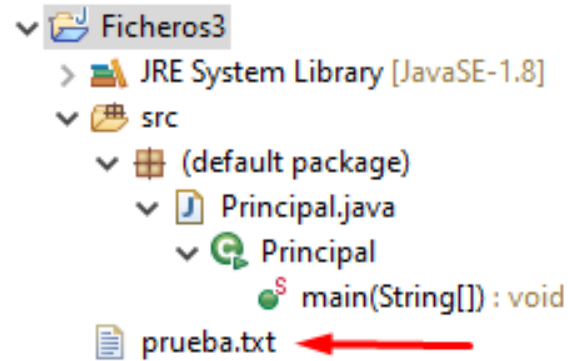 Ficheros3
JRE System Library [JavaSE-1.8]
src
(default package)
J Principal.java
C Principal
S main(String[]) : void
prueba.txt